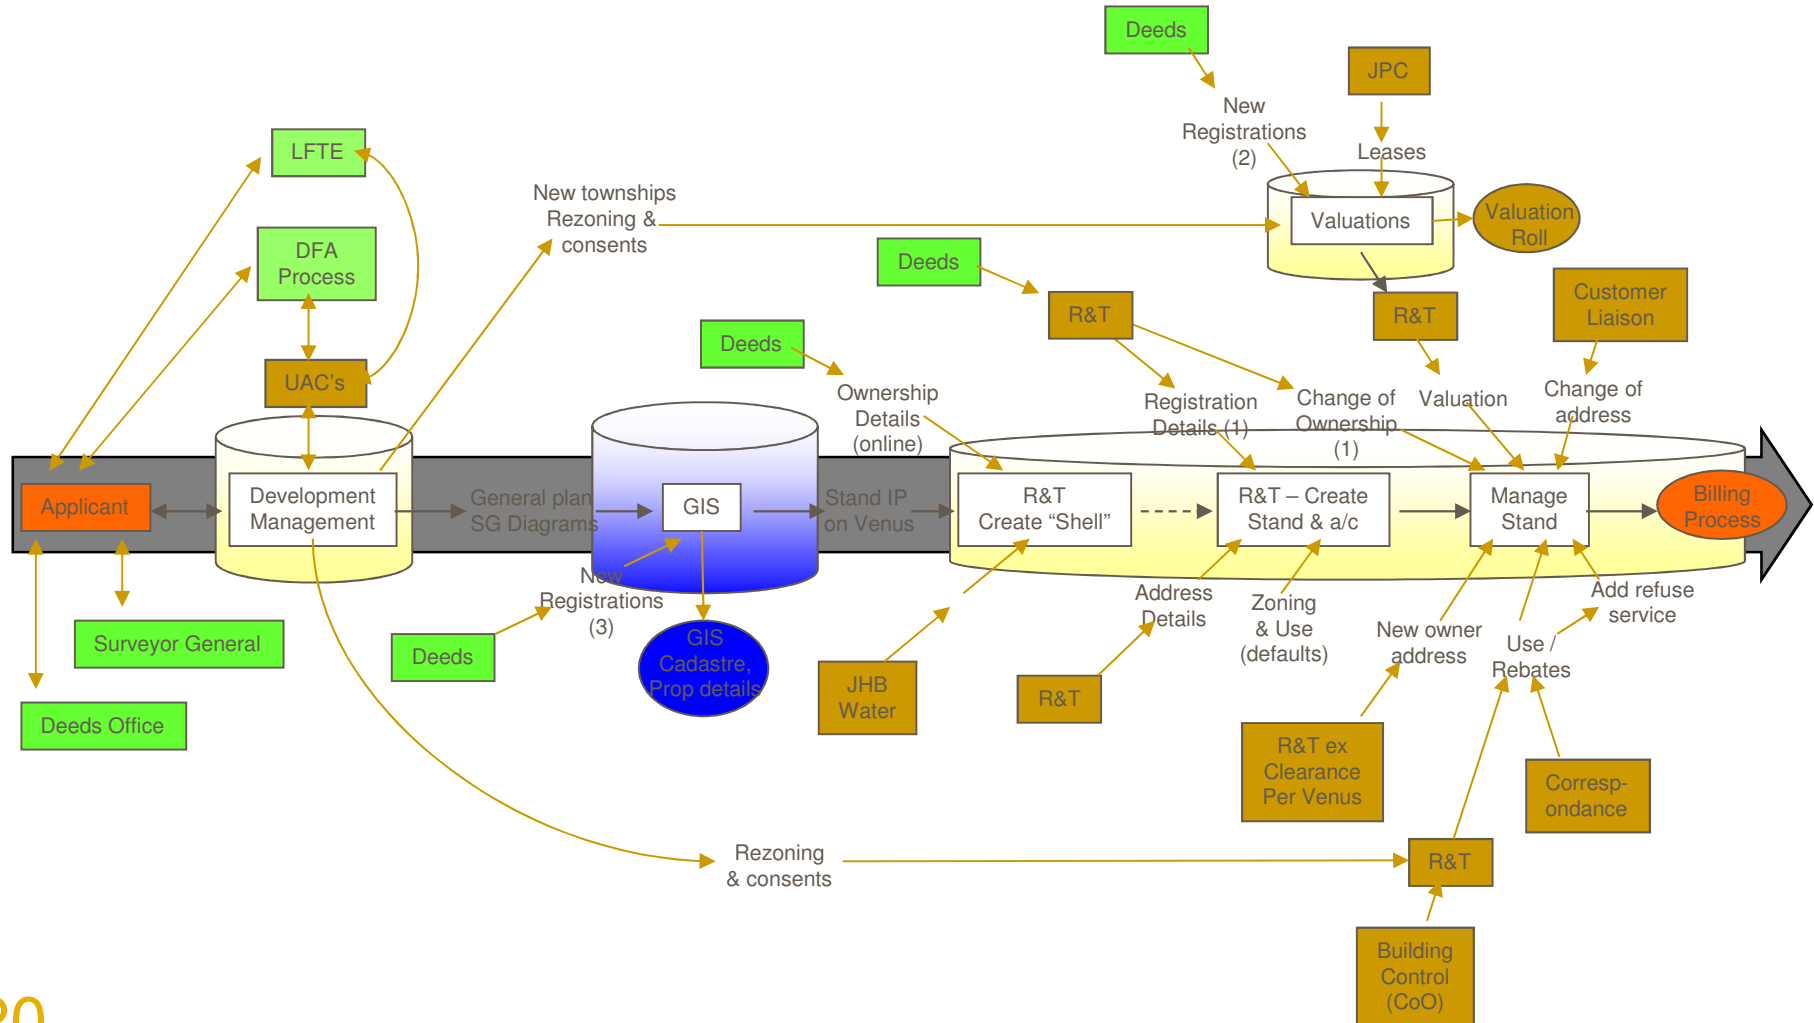 Deeds
JPC
New
Registrations
(2)
Leases
LFTE
New townships
Rezoning &
consents
Valuations
Valuation
Roll
DFA
Process
Deeds
R&T
R&T
Customer
Liaison
Deeds
UAC's
Ownership
Details
(online)
Registration
Details (1)
Change of
Ownership
(1)
Valuation
Change of
address
Applicant
Development
Management
General plan
SG Diagrams
GIS
Stand IP
on Venus
R&T
Create “Shell”
R&T – Create
Stand & a/c
Manage
Stand
Billing
Process
New
Registrations
(3)
Address
Details
Zoning
& Use
(defaults)
New owner
address
Use /
Rebates
Add refuse
service
Surveyor General
Deeds
GIS
Cadastre,
Prop details
JHB
Water
R&T
Deeds Office
R&T ex
Clearance
Per Venus
Corresp-
ondance
Rezoning
& consents
R&T
Building
Control
(CoO)